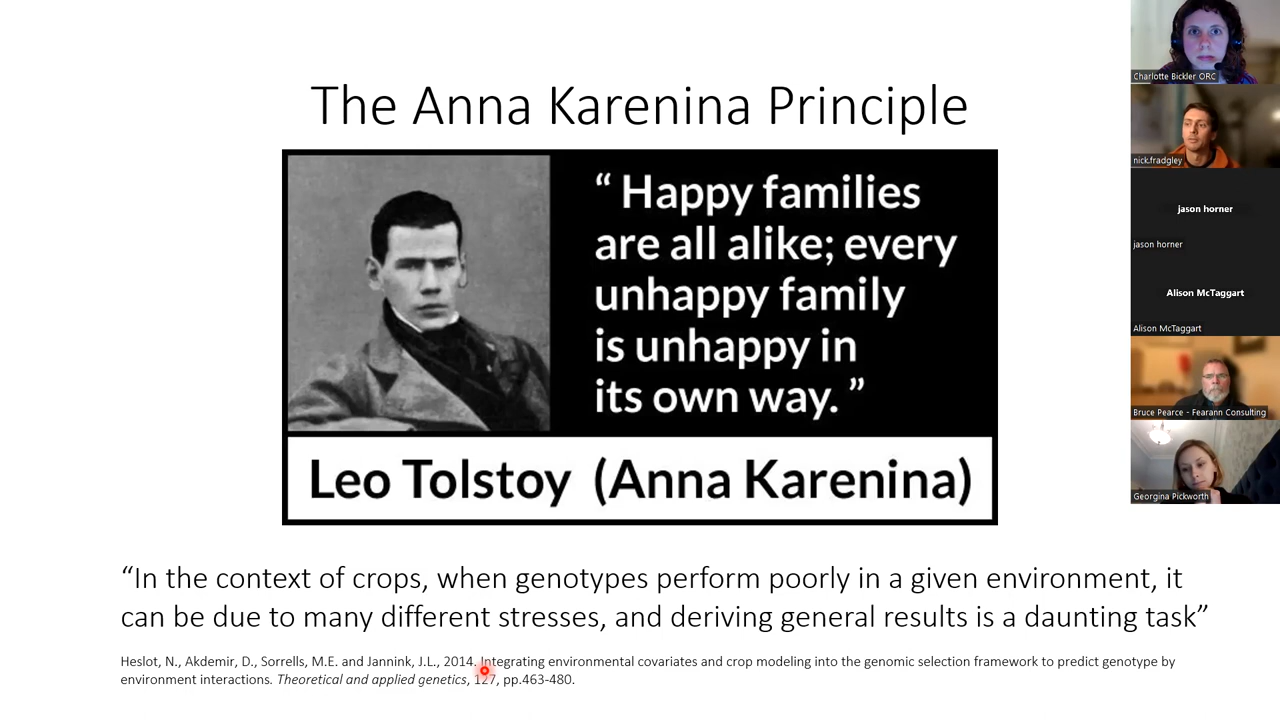 The Anna Karenina Principle
“ Happy families
are all alike; every
unhappy family
is unhappy in
its own way. ”
Leo Tolstoy (Anna Karenina)
“In the context of crops, when genotypes perform poorly in a given environment, it
can be due to many different stresses, and deriving general results is a daunting task”
Heslot, N., Akdemir, D., Sorrells, M.E. and Jannink, J.L., 2014. Integrating environmental covariates and crop modeling into the genomic selection framework to predict genotype by
environment interactions. Theoretical and applied genetics, 127, pp.463-480.
Charlotte Bickler ORC
nick.fradgley
jason horner
jason horner
Alison McTaggart
Alison McTaggart
Bruce Pearce - Fearann Consulting
Georgina Pickworth